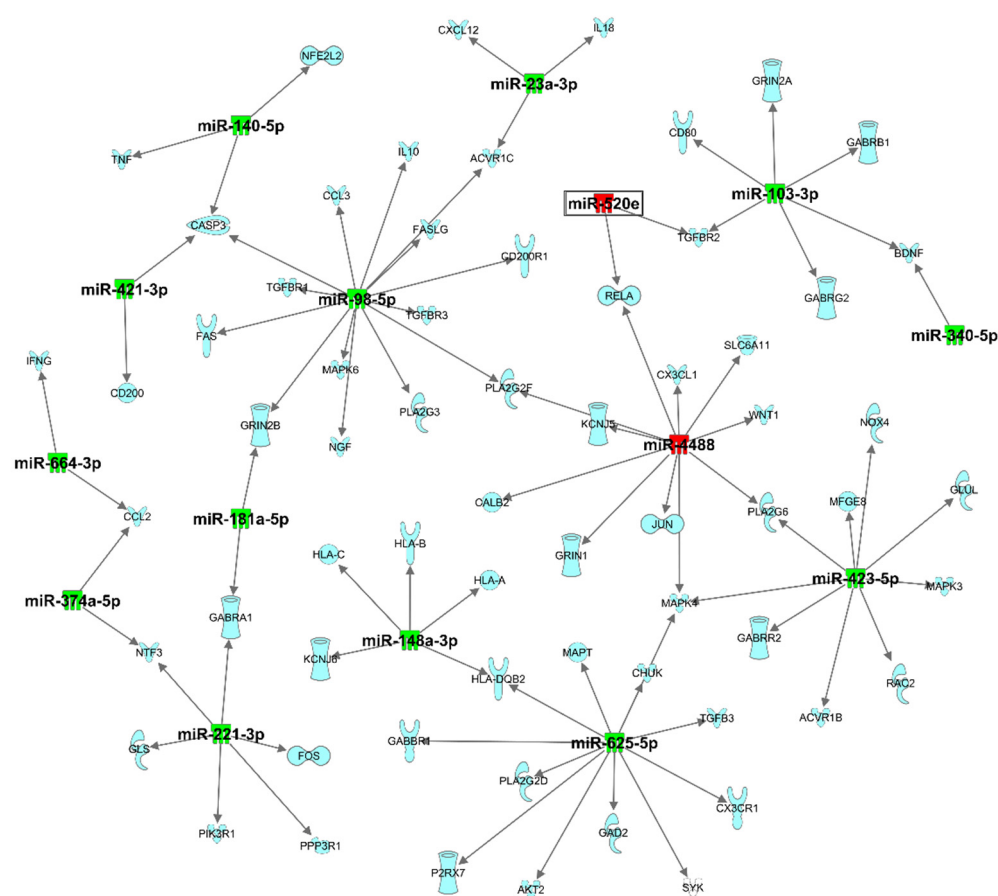 CXCL12
IL18
NFE2L2
miR-23a-3p
GRIN2A
miR-140-5p
CD80
GABRB1
TNF
IL10
ACVR1C
CCL3
miR-103-3p
miR-520e
CASP3
FASLG
TGFBR2
CD200R1
BDNF
TGFBR1
miR-421-3p
miR-98-5p
RELA
GABRG2
TGFBR3
FAS
miR-340-5p
IFNG
SLC6A11
MAPK6
CX3CL1
CD200
PLA2G2F
PLA2G3
WNT1
GRIN2B
KCNJ5
NOX4
NGF
miR-4488
miR-664-3p
GLUL
CALB2
MFGE8
PLA2G6
CCL2
miR-181a-5p
JUN
HLA-B
HLA-C
GRIN1
HLA-A
miR-423-5p
MAPK3
miR-374a-5p
MAPK4
GABRA1
GABRR2
miR-148a-3p
NTF3
MAPT
KCNJ6
CHUK
HLA-DQB2
RAC2
ACVR1B
TGFB3
miR-221-3p
GABBR1
miR-625-5p
GLS
FOS
PLA2G2D
CX3CR1
PIK3R1
GAD2
PPP3R1
P2RX7
AKT2
SYK